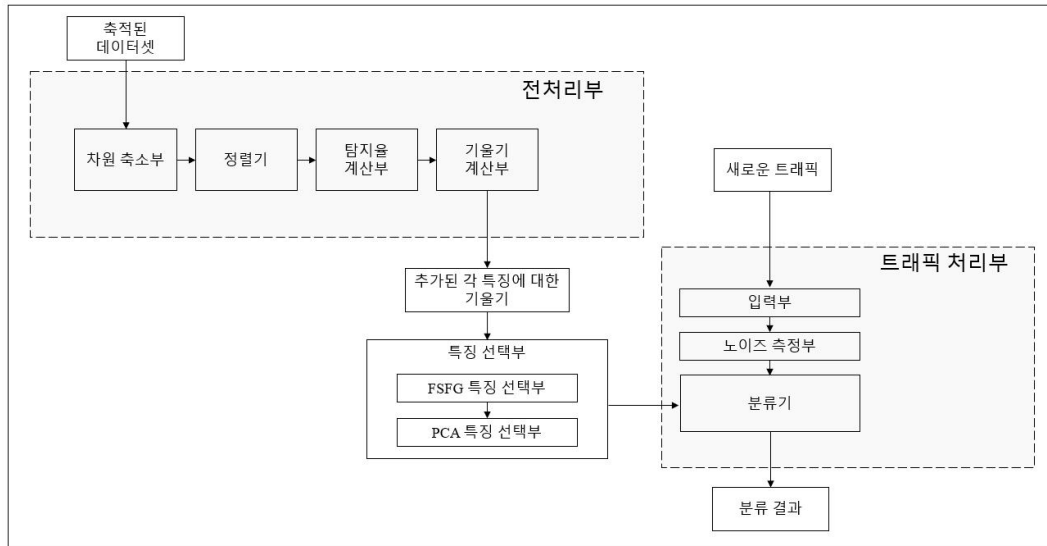 축적된
데이터셋
전처리부
차원 축소부
정렬기
탐지율
계산부
기울기
계산부
새로운 트래픽
추가된 각 특징에 대한
기울기
특징 선택부
FSFG 특징 선택부
PCA 특징 선택부
트래픽 처리부
입력부
노이즈 측정부
분류기
분류 결과